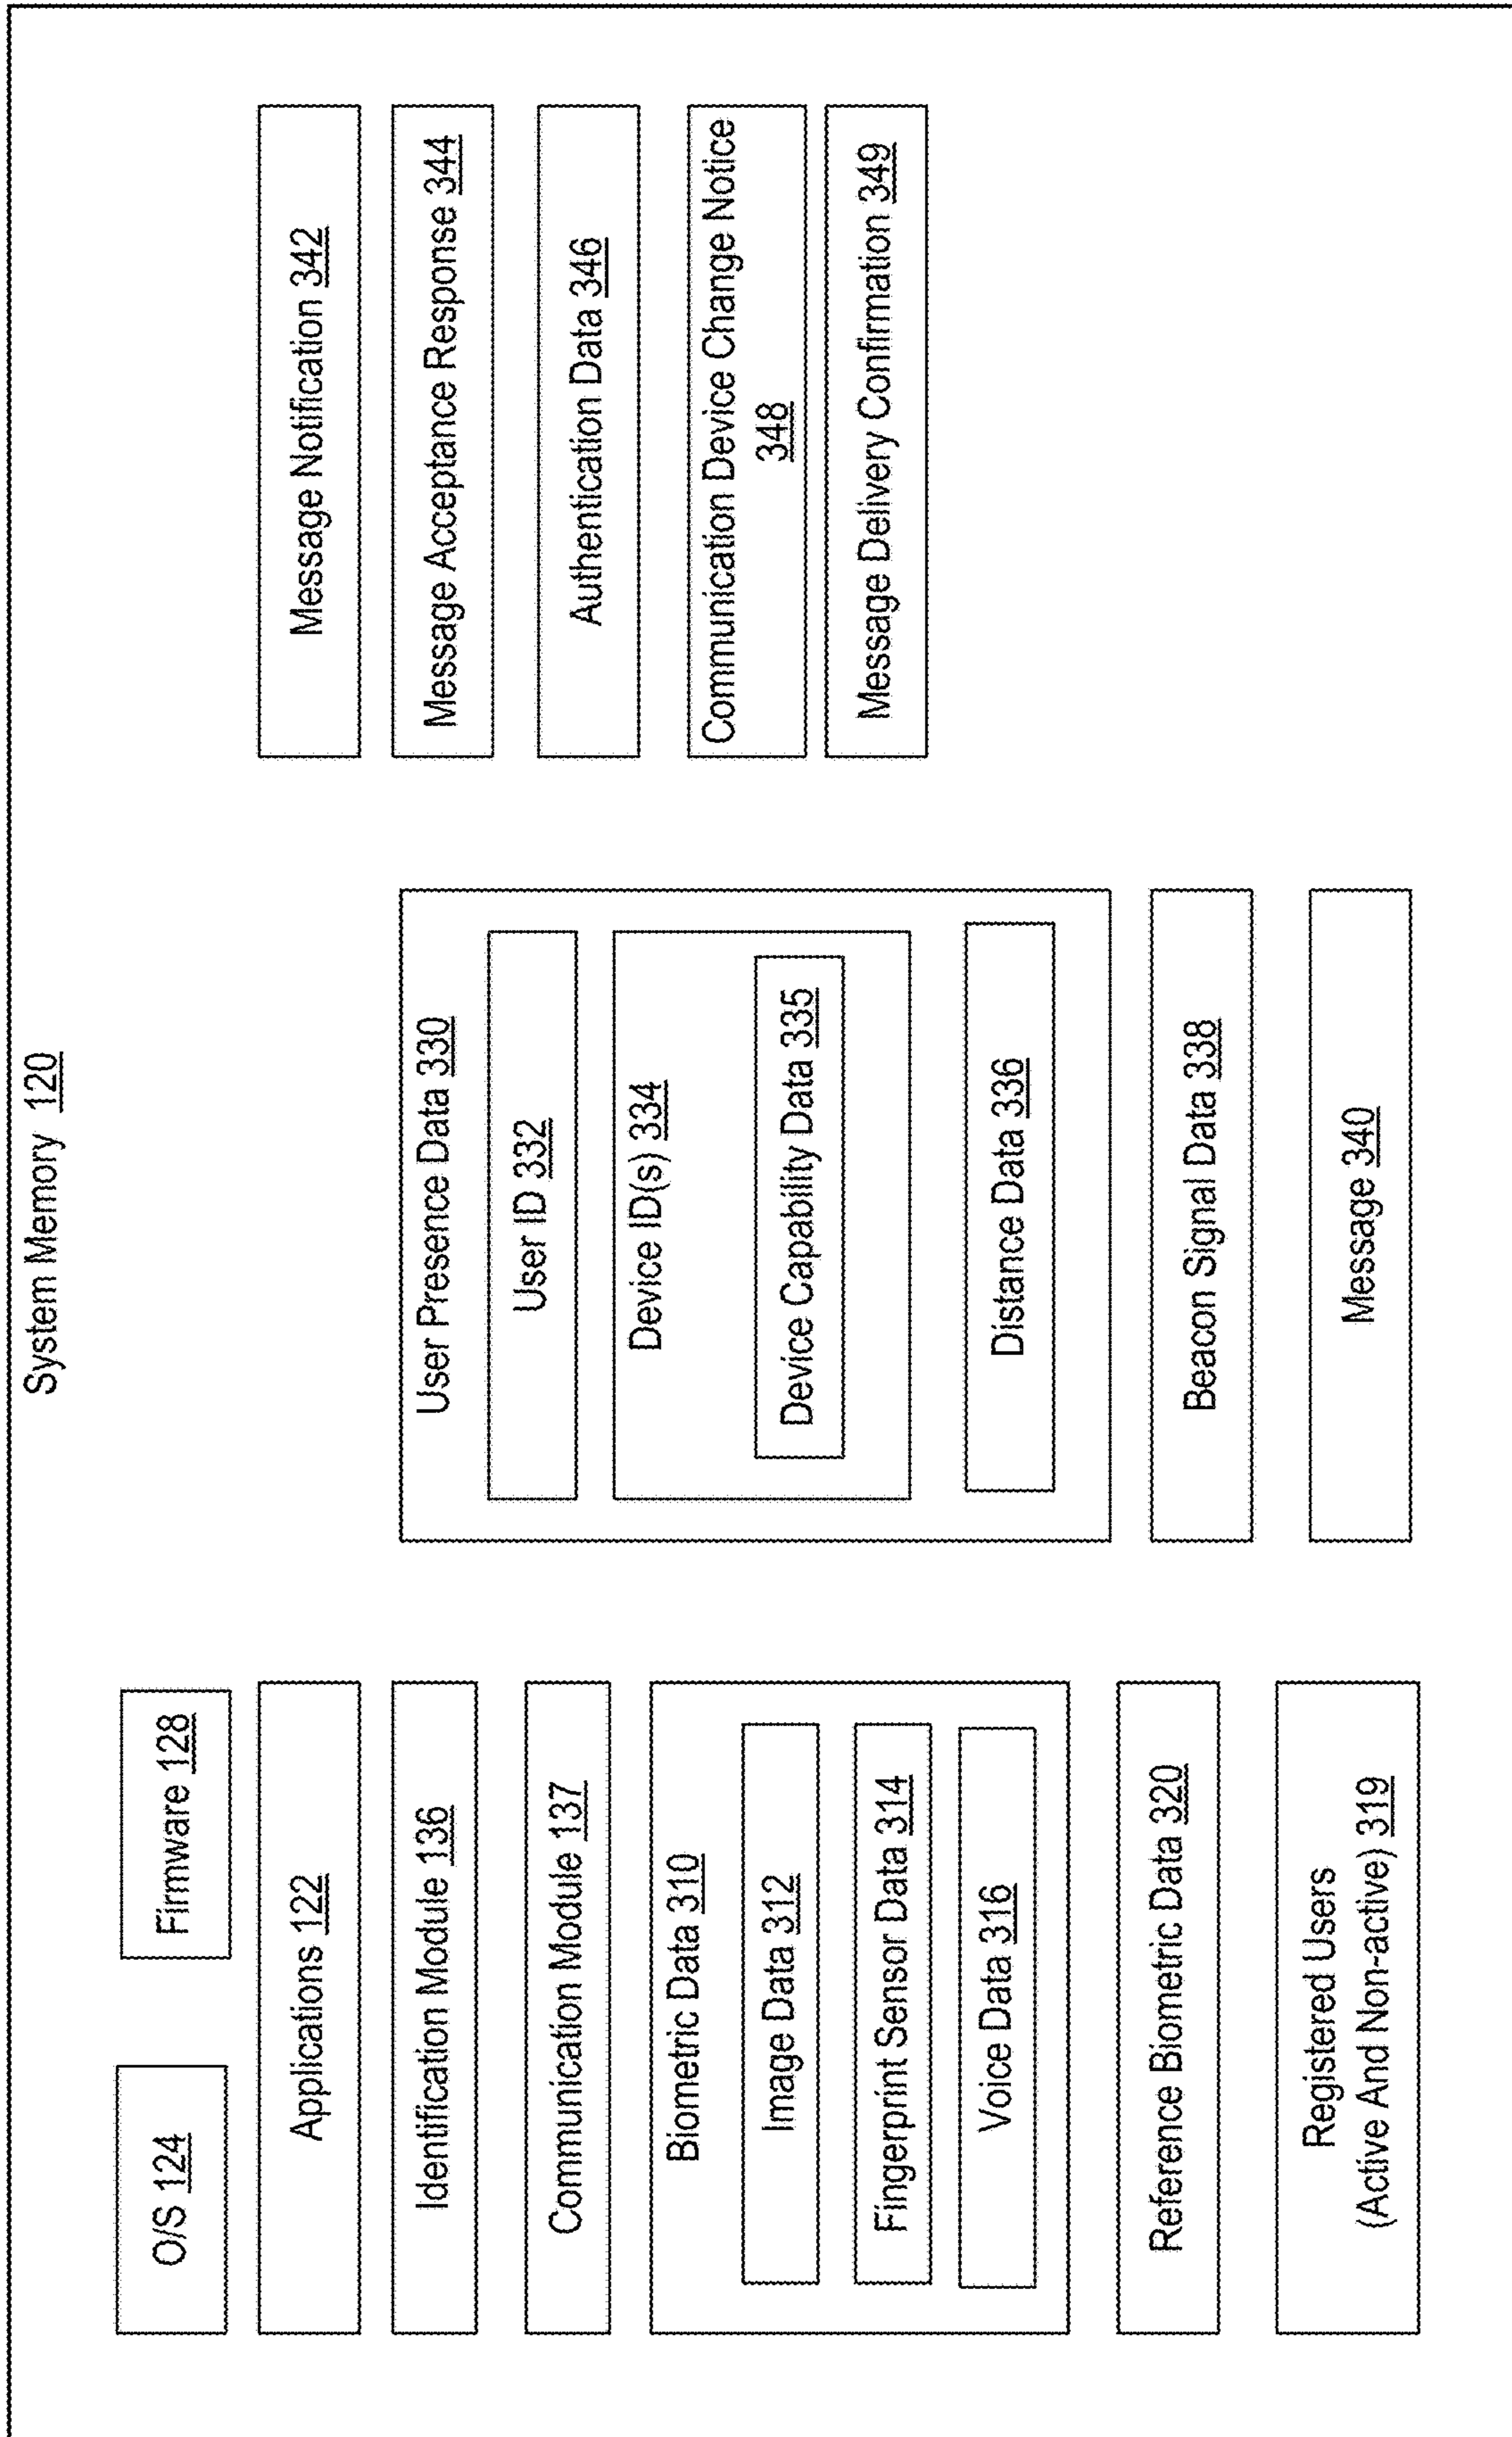 System Memory 120
O/S 124
Firmware 128
Applications 122
Identification Module 136
Communication Module 137
Biometric Data 310
Image Data 312
Fingerprint Sensor Data 314
Voice Data 316
Reference Biometric Data 320
Registered Users
(Active And Non-active) 319
User Presence Data 330
User ID 332
Device ID(s) 334
Device Capability Data 335
Distance Data 336
Beacon Signal Data 338
Message 340
Message Notification 342
Message Acceptance Response 344
Authentication Data 346
Communication Device Change Notice
348
Message Delivery Confirmation 349